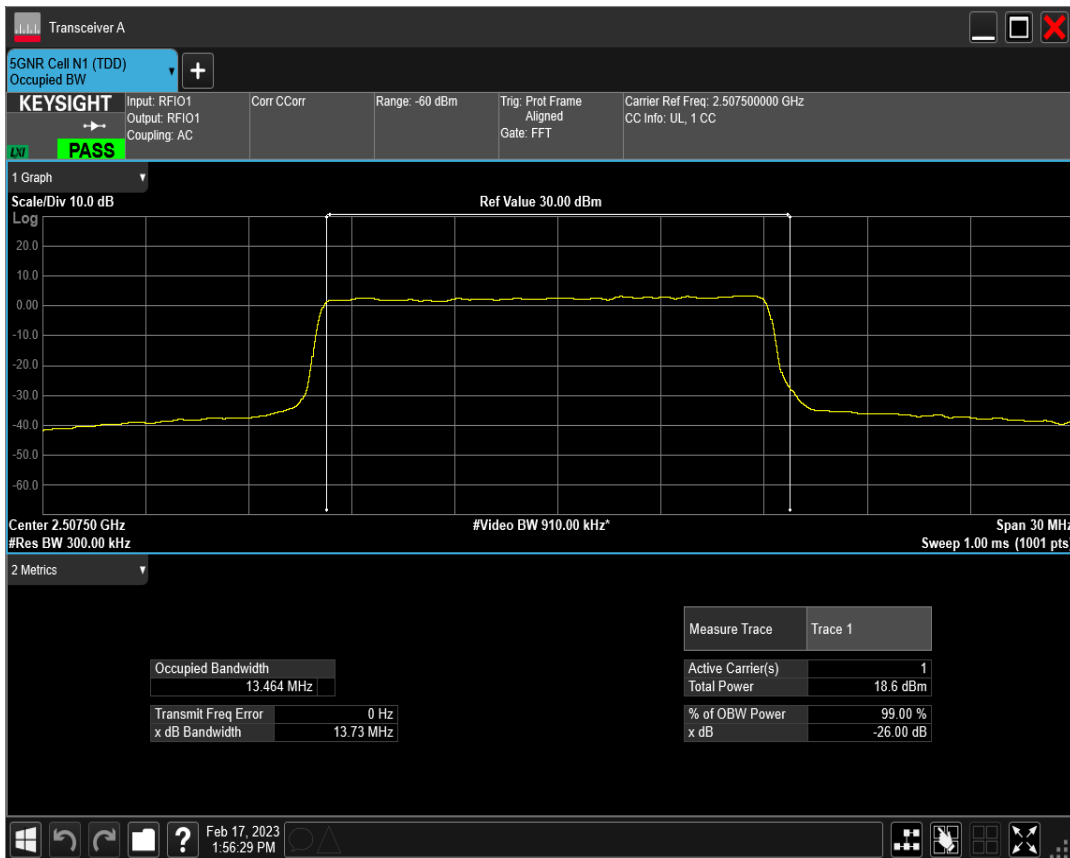 Transceiver A
5GNR Cell N1 (TDD)
Occupied BW
+
KEYSIGHT
LXI
PASS
Input: RFIO1
Output: RFIO1
Coupling: AC
Corr CCorr
Range: -60 dBm
Trig: Prot Frame
Aligned
Gate: FFT
Carrier Ref Freq: 2.507500000 GHz
CC Info: UL, 1 CC
1 Graph
Scale/Div 10.0 dB
Ref Value 30.00 dBm
Log
20.0
10.0
0.00
-10.0
-20.0
-30.0
-40.0
-50.0
-60.0
Center 2.50750 GHz
#Video BW 910.00 kHz*
Span 30 MHz
#Res BW 300.00 kHz
Sweep 1.00 ms (1001 pts)
2 Metrics
Measure Trace Trace 1
Occupied Bandwidth
13.464 MHz
Active Carrier(s) 1
Total Power 18.6 dBm
Transmit Freq Error 0 Hz
x dB Bandwidth 13.73 MHz
% of OBW Power 99.00 %
x dB -26.00 dB
?
Feb 17, 2023
1:56:29 PM